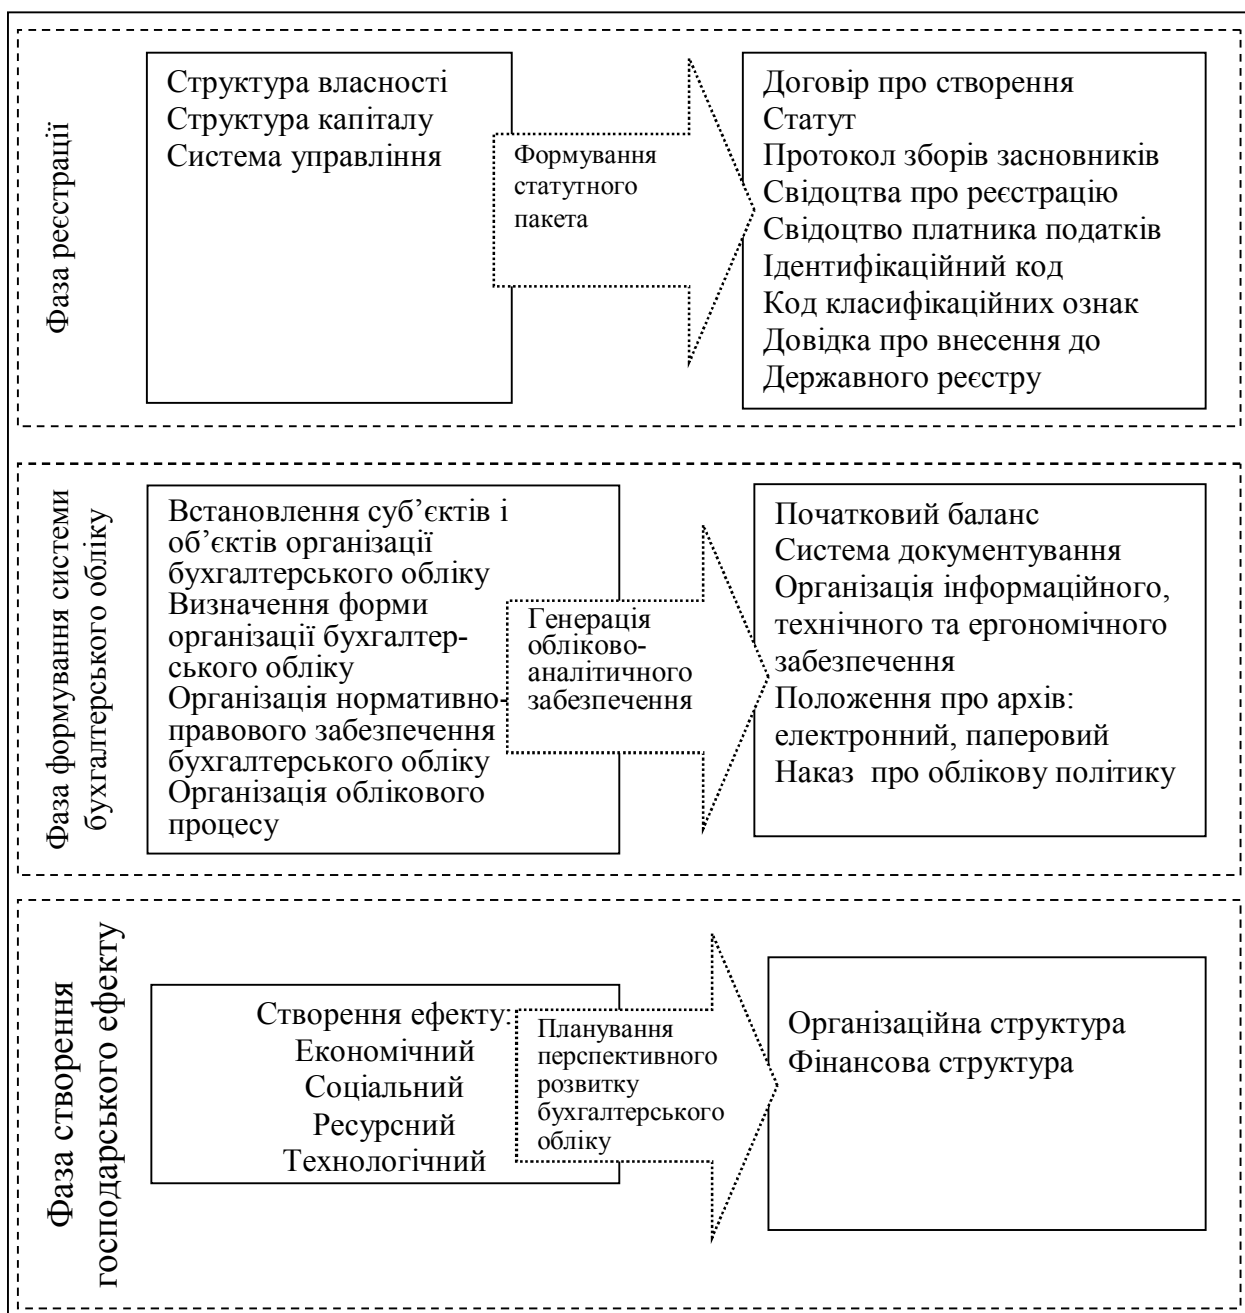 Фаза реєстрації
Структура власності
Структура капіталу
Система управління
Формування
статутного
пакета
Договір про створення
Статут
Протокол зборів засновників
Свідоцтва про реєстрацію
Свідоцтво платника податків
Ідентифікаційний код
Код класифікаційних ознак
Довідка про внесення до
Державного реєстру
Фаза формування системи
бухгалтерського обліку
Встановлення суб’єктів і
об’єктів організації
бухгалтерського обліку
Визначення форми
організації бухгалтер-
ського обліку
Організація нормативно-
правового забезпечення
бухгалтерського обліку
Організація облікового
процесу
Генерація
обліково-
аналітичного
забезпечення
Початковий баланс
Система документування
Організація інформаційного,
технічного та ергономічного
забезпечення
Положення про архів:
електронний, паперовий
Наказ  про облікову політику
Фаза створення
господарського ефекту
Створення ефекту:
Економічний
Соціальний
Ресурсний
Технологічний
Планування
перспективного
розвитку
бухгалтерського
обліку
Організаційна структура
Фінансова структура